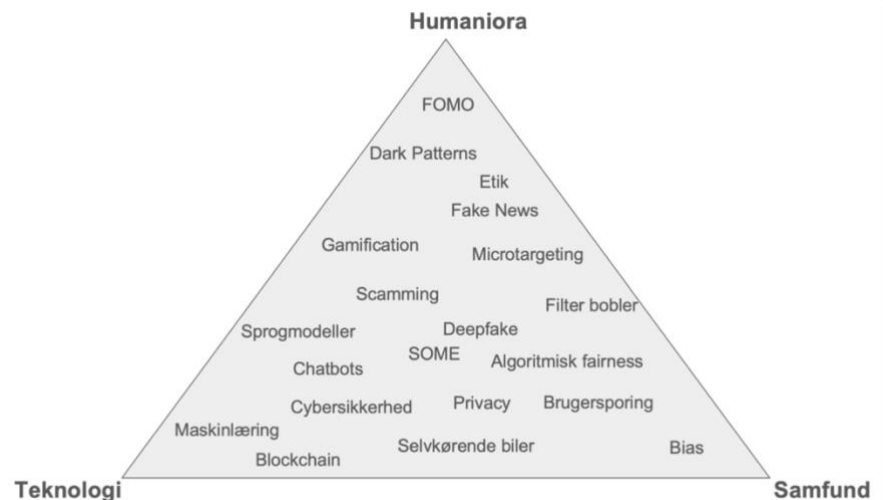 Humaniora
FOMO
Dark Patterns
Etik
Fake News
Gamification
Microtargeting
Scamming
Filter bobler
Sprogmodeller
Deepfake
SOME
Algoritmisk fairness
Chatbots
Cybersikkerhed
Privacy
Brugersporing
Maskinlæring
Selvkørende biler
Bias
Blockchain
Teknologi
Samfund